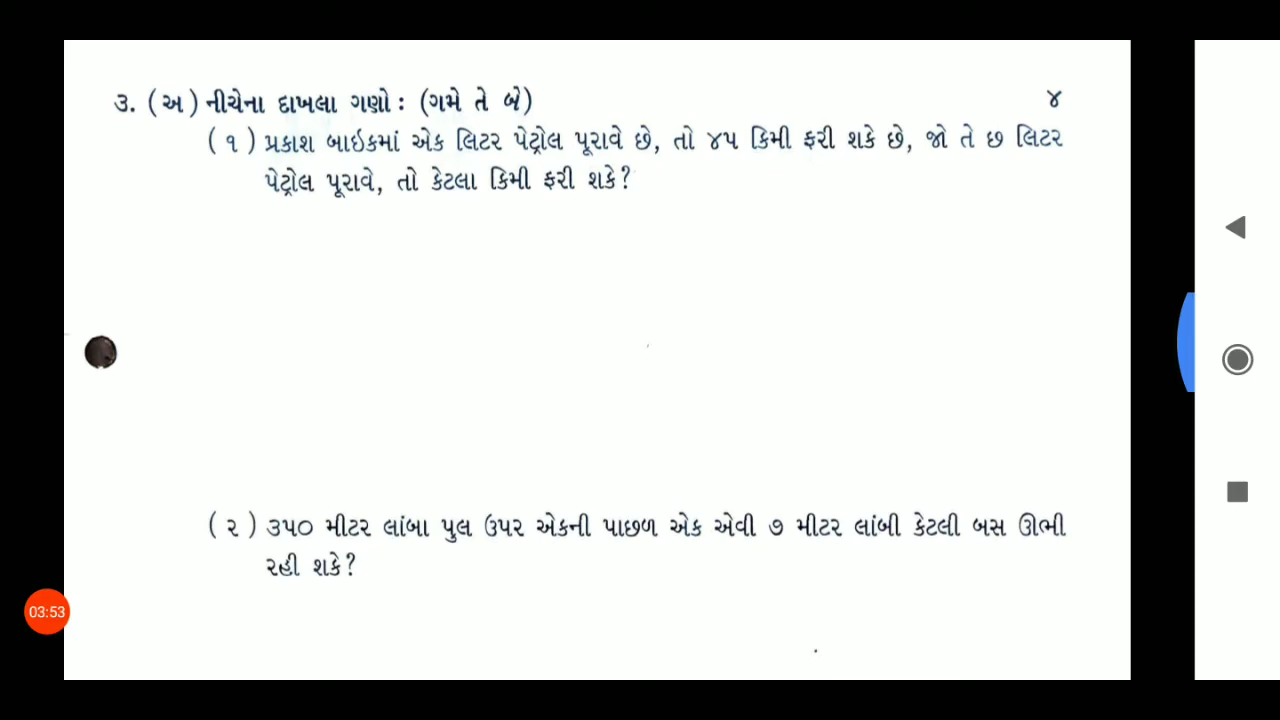 ૩. (અ) નીચેના દાખલા ગણો : (ગમે તે બે) ૪
(૧) પ્રકાશ બાઇકમાં એક લિટર પેટ્રોલ પૂરાવે છે, તો ૪૫ કિમી ફરી શકે છે, જો તે છ લિટર
પેટ્રોલ પૂરાવે, તો કેટલા કિમી ફરી શકે?
(૨) ૩૫૦ મીટર લાંબા પુલ ઉપર એકની પાછળ એક એવી ૭ મીટર લાંબી કેટલી બસ ઊભી
રહી શકે?
03:53